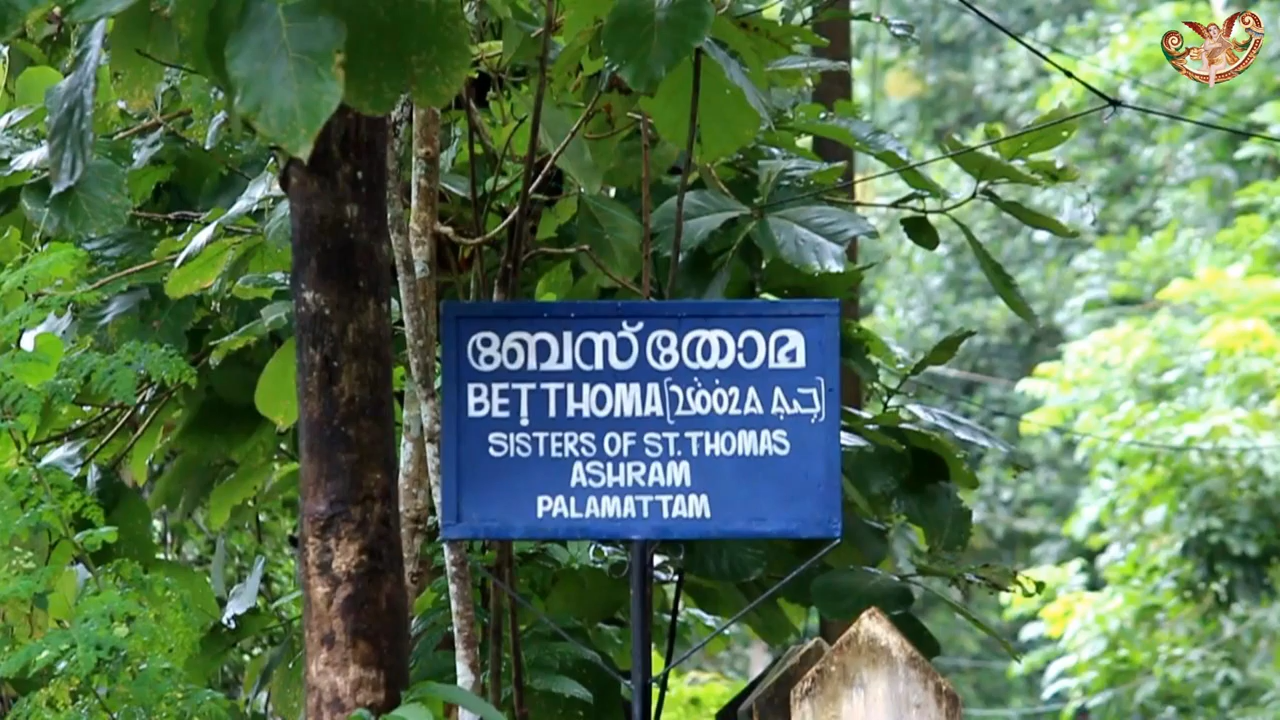 ബേസ് തോമ
BET THOMA
SISTERS OF ST. THOMAS
ASHRAM
PALAMATTAM